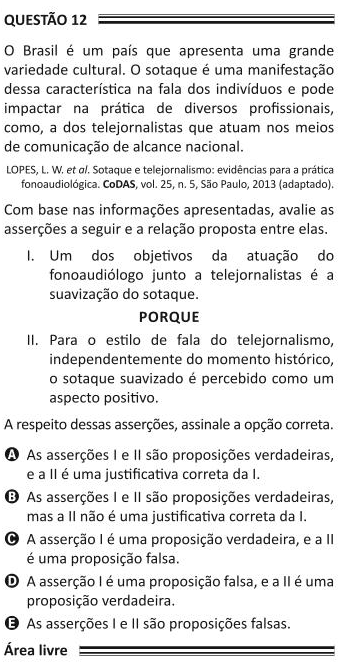 QUESTÃO 12
O Brasil é um país que apresenta uma grande
variedade cultural. O sotaque é uma manifestação
dessa característica na fala dos indivíduos e pode
impactar na prática de diversos profissionais,
como, a dos telejornalistas que atuam nos meios
de comunicação de alcance nacional.
LOPES, L. W. et al. Sotaque e telejornalismo: evidências para a prática
fonoaudiológica. CoDAS, vol. 25, n. 5, São Paulo, 2013 (adaptado).
Com base nas informações apresentadas, avalie as
asserções a seguir e a relação proposta entre elas.
I. Um dos objetivos da atuação do
fonoaudiólogo junto a telejornalistas é a
suavização do sotaque.
PORQUE
II. Para o estilo de fala do telejornalismo,
independentemente do momento histórico,
o sotaque suavizado é percebido como um
aspecto positivo.
A respeito dessas asserções, assinale a opção correta.
A As asserções I e II são proposições verdadeiras,
e a II é uma justificativa correta da I.
B As asserções I e II são proposições verdadeiras,
mas a II não é uma justificativa correta da I.
C A asserção I é uma proposição verdadeira, e a II
é uma proposição falsa.
D A asserção I é uma proposição falsa, e a II é uma
proposição verdadeira.
E As asserções I e II são proposições falsas.
Área livre